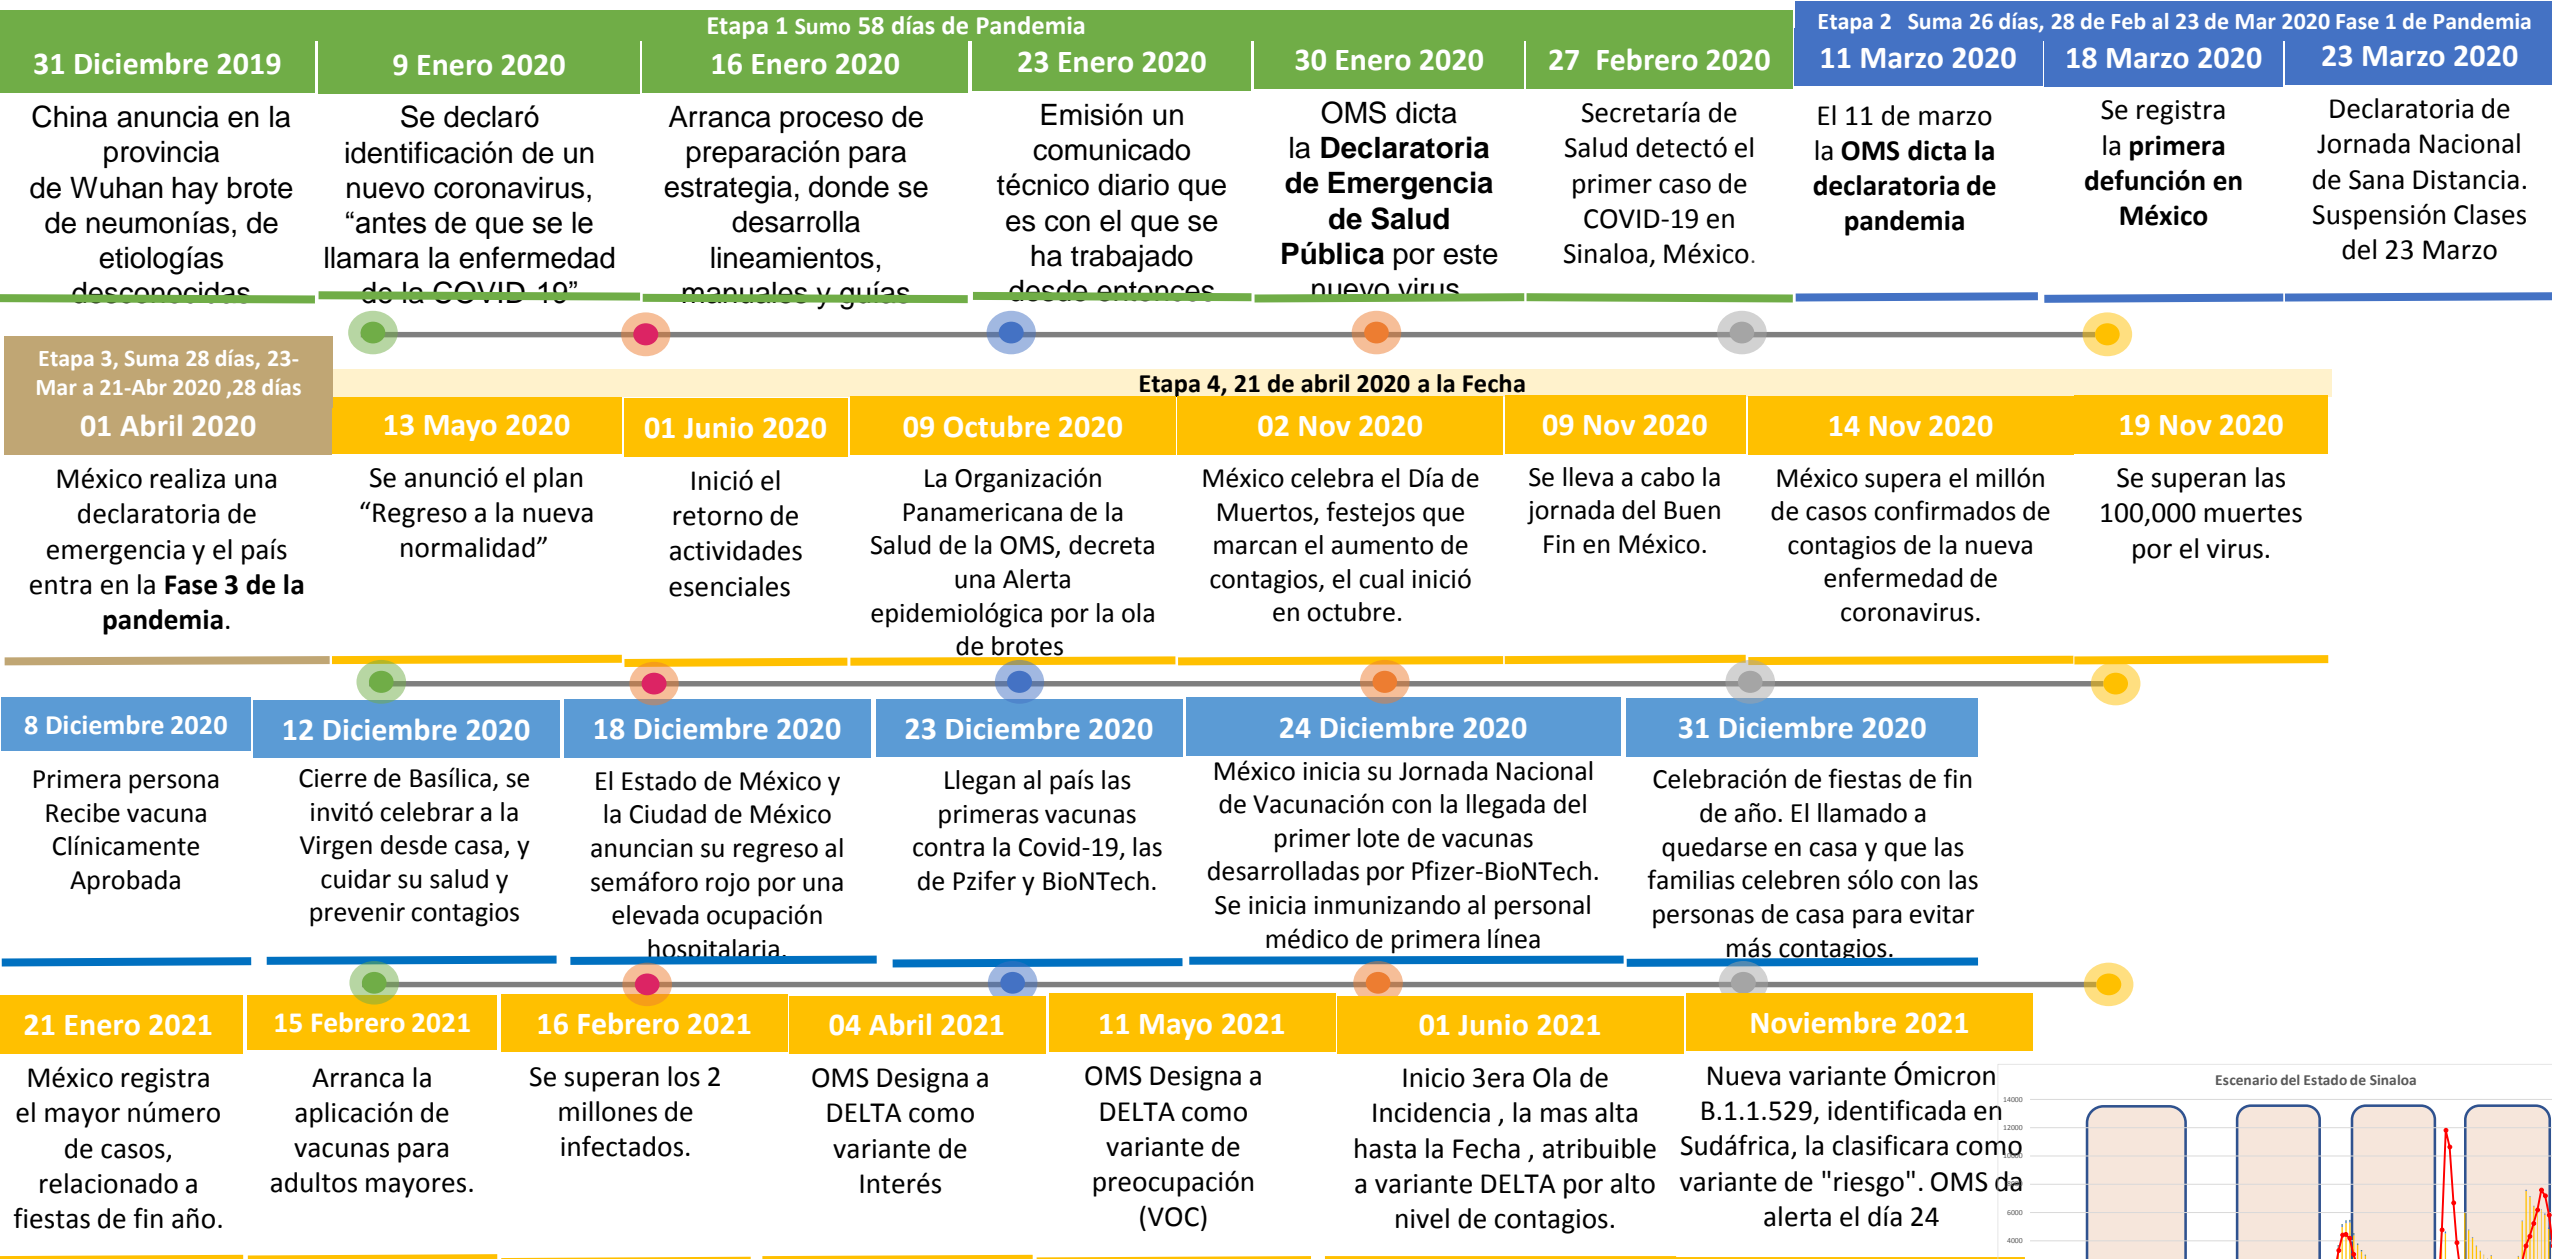 Etapa 1 Sumo 58 días de Pandemia
Etapa 2 Suma 26 días, 28 de Feb al 23 de Mar 2020 Fase 1 de Pandemia
31 Diciembre 2019
China anuncia en la
provincia
de Wuhan hay brote
de neumonías, de
etiologías
desconocidas
9 Enero 2020
Se declaró
identificación de un
nuevo coronavirus,
“antes de que se le
llamara la enfermedad
de la COVID-19”
16 Enero 2020
Arranca proceso de
preparación para
estrategia, donde se
desarrolla
lineamientos,
manuales y guías
23 Enero 2020
Emisión un
comunicado
técnico diario que
es con el que se
ha trabajado
desde entonces
30 Enero 2020
OMS dicta
la Declaratoria
de Emergencia
de Salud
Pública por este
nuevo virus
27 Febrero 2020
Secretaría de
Salud detectó el
primer caso de
COVID-19 en
Sinaloa, México.
11 Marzo 2020
El 11 de marzo
la OMS dicta la
declaratoria de
pandemia
18 Marzo 2020
Se registra
la primera
defunción en
México
23 Marzo 2020
Declaratoria de
Jornada Nacional
de Sana Distancia.
Suspensión Clases
del 23 Marzo
Etapa 3, Suma 28 días, 23-
Mar a 21-Abr 2020 ,28 días
Etapa 4, 21 de abril 2020 a la Fecha
01 Abril 2020
México realiza una
declaratoria de
emergencia y el país
entra en la Fase 3 de la
pandemia.
13 Mayo 2020
Se anunció el plan
“Regreso a la nueva
normalidad”
01 Junio 2020
Inició el
retorno de
actividades
esenciales
09 Octubre 2020
La Organización
Panamericana de la
Salud de la OMS, decreta
una Alerta
epidemiológica por la ola
de brotes
02 Nov 2020
México celebra el Día de
Muertos, festejos que
marcan el aumento de
contagios, el cual inició
en octubre.
09 Nov 2020
Se lleva a cabo la
jornada del Buen
Fin en México.
14 Nov 2020
México supera el millón
de casos confirmados de
contagios de la nueva
enfermedad de
coronavirus.
19 Nov 2020
Se superan las
100,000 muertes
por el virus.
8 Diciembre 2020
Primera persona
Recibe vacuna
Clínicamente
Aprobada
12 Diciembre 2020
Cierre de Basílica, se
invitó celebrar a la
Virgen desde casa, y
cuidar su salud y
prevenir contagios
18 Diciembre 2020
El Estado de México y
la Ciudad de México
anuncian su regreso al
semáforo rojo por una
elevada ocupación
hospitalaria.
23 Diciembre 2020
Llegan al país las
primeras vacunas
contra la Covid-19, las
de Pzifer y BioNTech.
24 Diciembre 2020
México inicia su Jornada Nacional
de Vacunación con la llegada del
primer lote de vacunas
desarrolladas por Pfizer-BioNTech.
Se inicia inmunizando al personal
médico de primera línea
31 Diciembre 2020
Celebración de fiestas de fin
de año. El llamado a
quedarse en casa y que las
familias celebren sólo con las
personas de casa para evitar
más contagios.
21 Enero 2021
México registra
el mayor número
de casos,
relacionado a
fiestas de fin año.
15 Febrero 2021
Arranca la
aplicación de
vacunas para
adultos mayores.
16 Febrero 2021
Se superan los 2
millones de
infectados.
04 Abril 2021
OMS Designa a
DELTA como
variante de
Interés
11 Mayo 2021
OMS Designa a
DELTA como
variante de
preocupación
(VOC)
01 Junio 2021
Inicio 3era Ola de
Incidencia , la mas alta
hasta la Fecha , atribuible
a variante DELTA por alto
nivel de contagios.
Noviembre 2021
Nueva variante Ómicron
B.1.1.529, identificada en
Sudáfrica, la clasificara como
variante de "riesgo". OMS da
alerta el día 24
Escenario del Estado de Sinaloa
14000
12000
10000
6000
4000